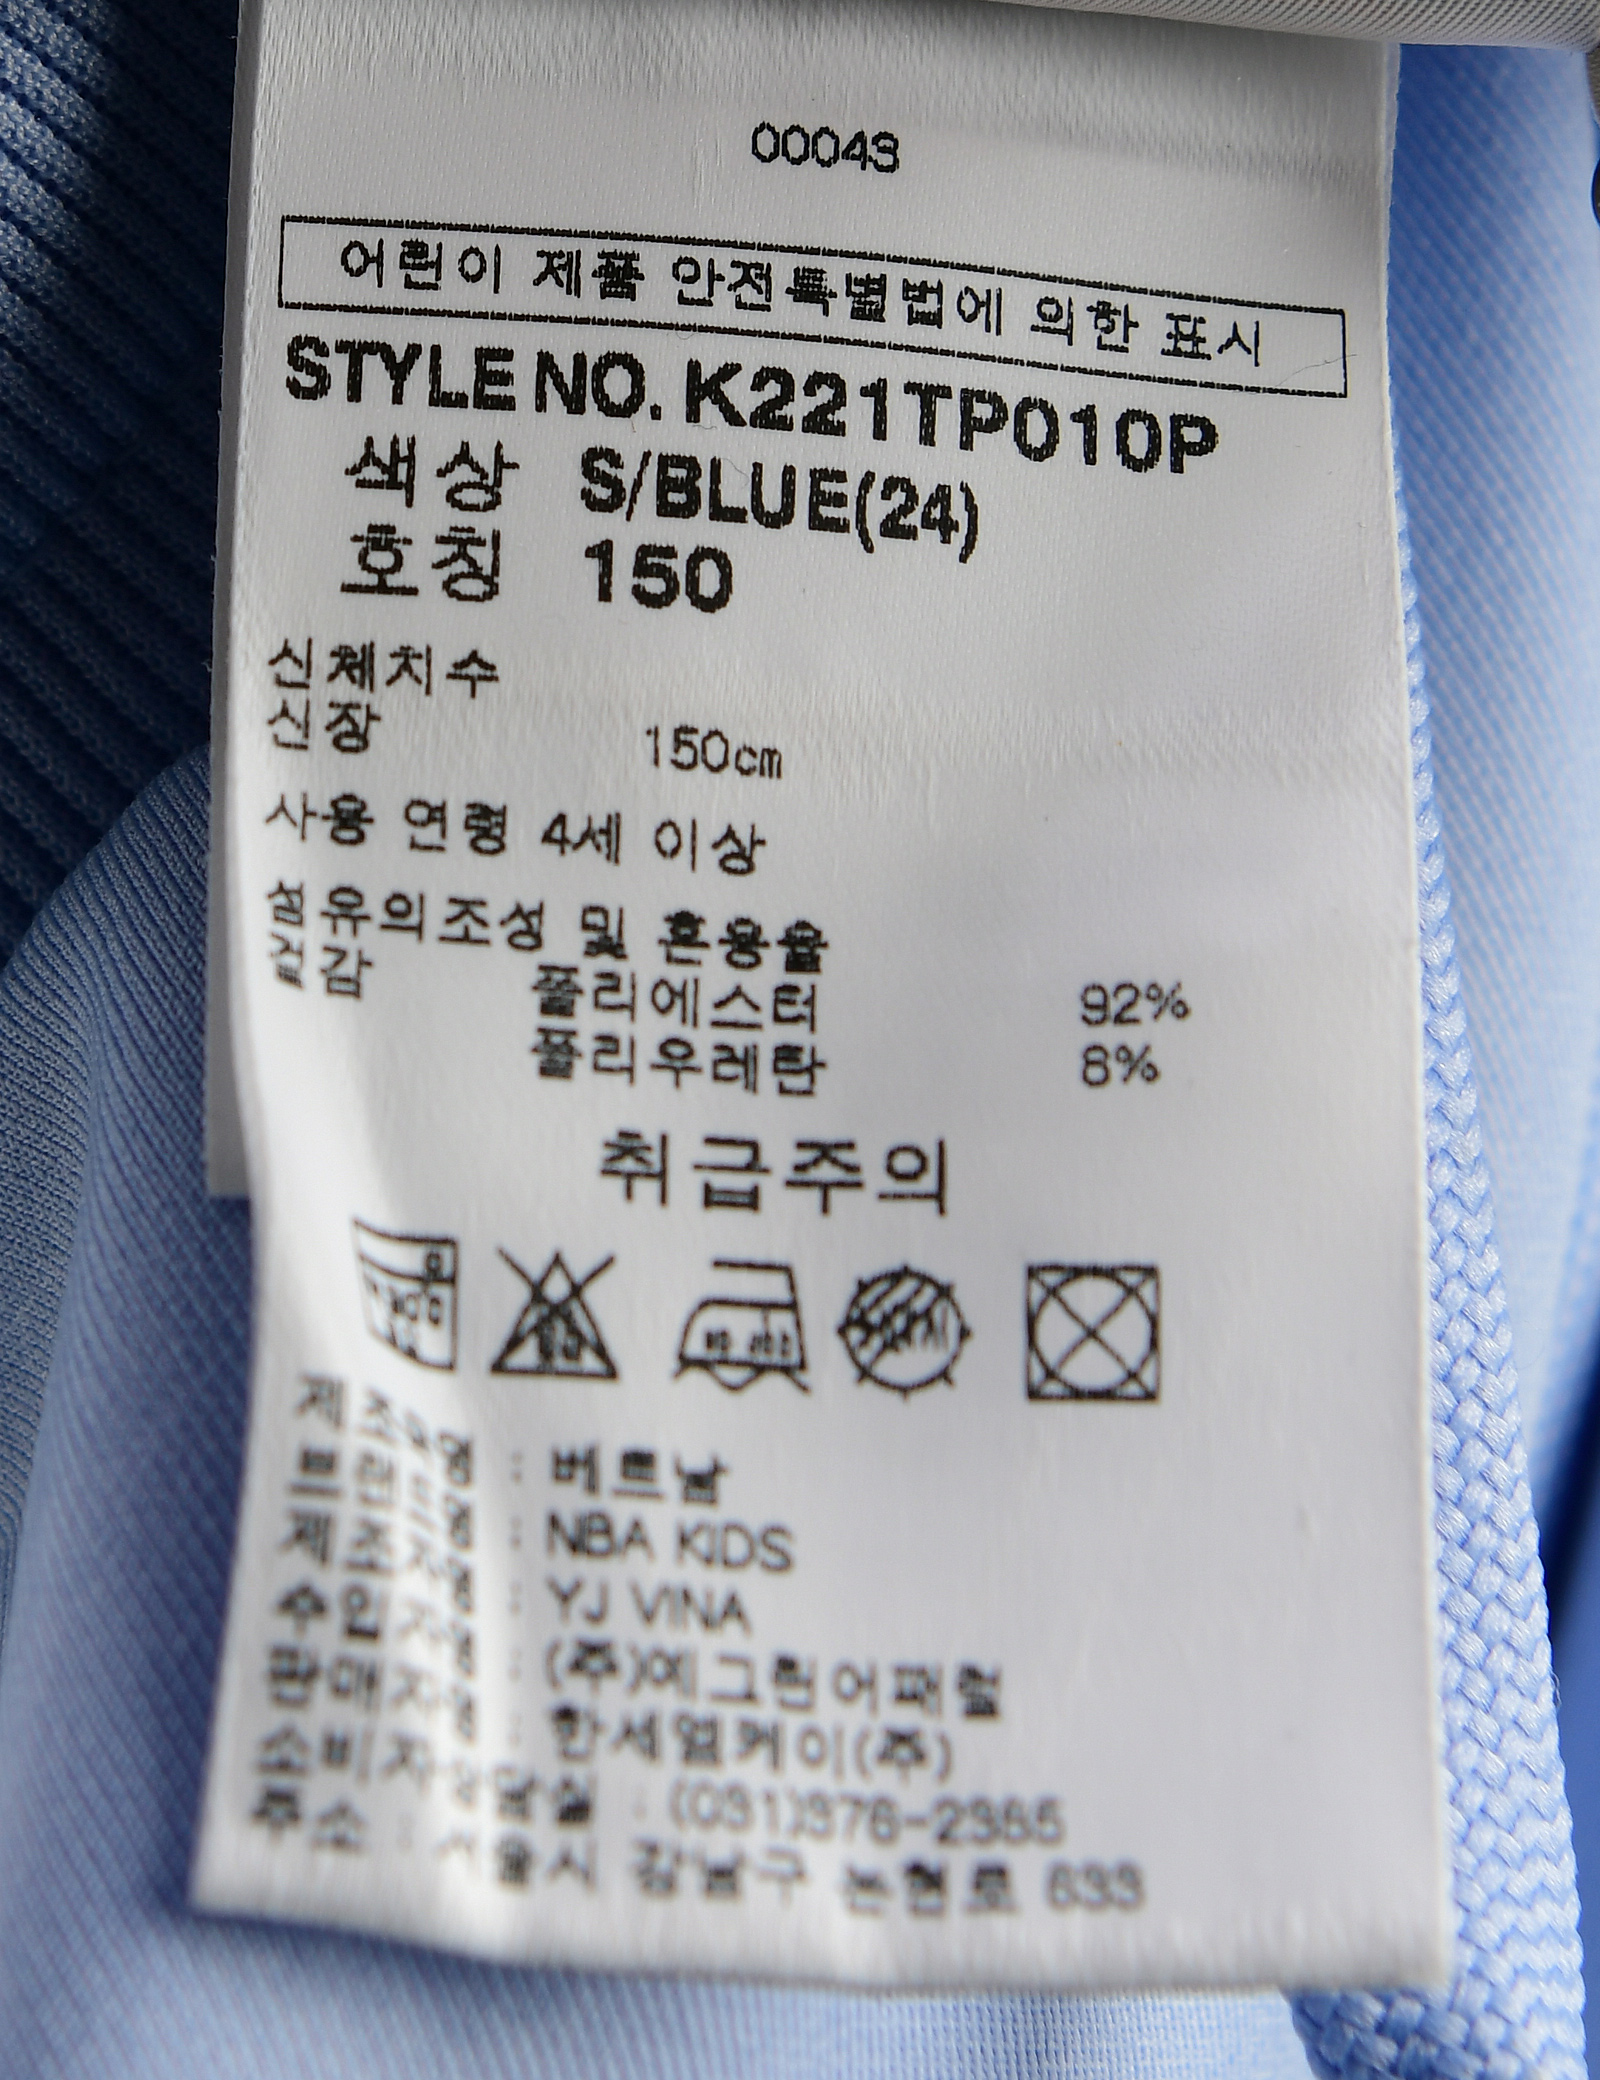 00043
어린이 제품 안전특별법에 의한 표시
STYLE NO. K221TP010P
색상 S/BLUE(24)
호칭 150
신체치수
신장 150cm
사용 연령 4세 이상
섬유의조성 및 혼용율
겉감 폴리에스터 92%
폴리우레탄 8%
취급주의
제조국명 : 베트남
브랜드명 : NBA KIDS
제조자명 : YJ VINA
수입자명 : (주)예그린어패럴
판매자명 : 한세엠케이(주)
소비자상담실 :
주소 : 서울시 강남구 논현로 633